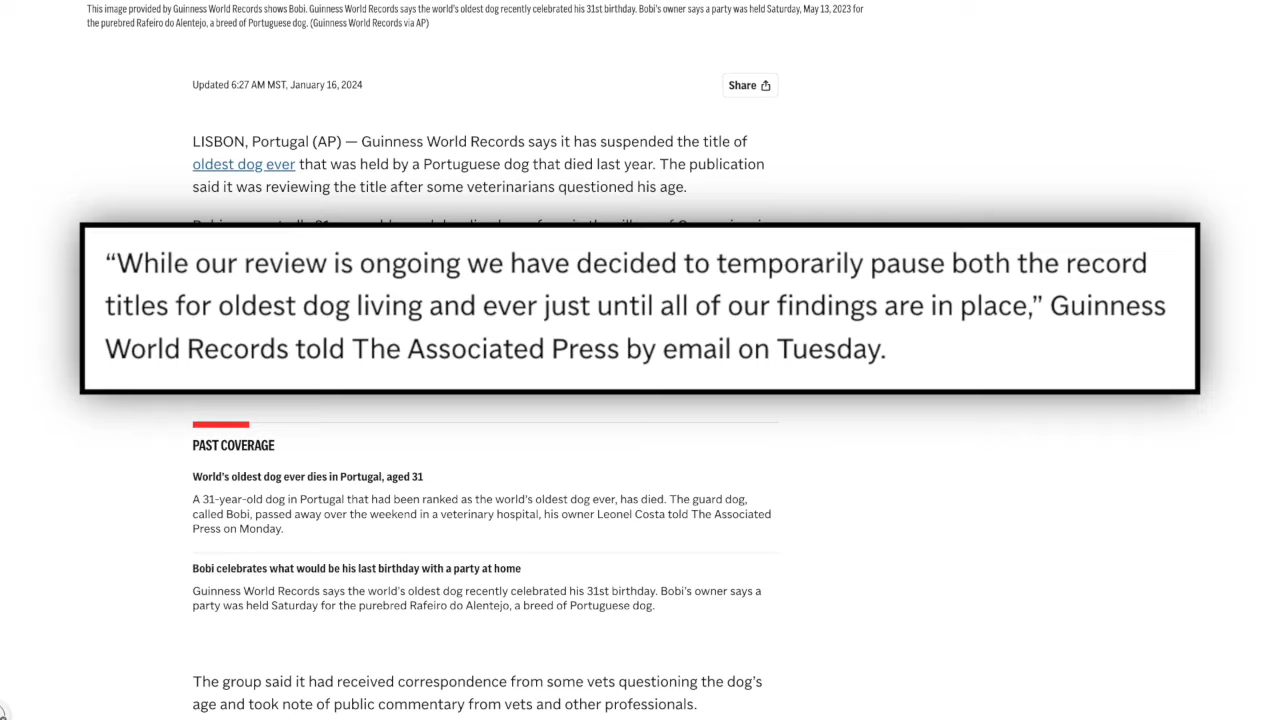 This image provided by Guinness World Records shows Bobi. Guinness World Records says the world's oldest dog recently celebrated his 31st birthday. Bobi's owner says a party was held Saturday, May 13, 2023 for
the purebred Rafeiro do Alentejo, a breed of Portuguese dog. (Guinness World Records via AP)
Updated 6:27 AM MST, January 16, 2024
Share
LISBON, Portugal (AP) — Guinness World Records says it has suspended the title of
oldest dog ever that was held by a Portuguese dog that died last year. The publication
said it was reviewing the title after some veterinarians questioned his age.
“While our review is ongoing we have decided to temporarily pause both the record
titles for oldest dog living and ever just until all of our findings are in place,” Guinness
World Records told The Associated Press by email on Tuesday.
PAST COVERAGE
World's oldest dog ever dies in Portugal, aged 31
A 31-year-old dog in Portugal that had been ranked as the world's oldest dog ever, has died. The guard dog,
called Bobi, passed away over the weekend in a veterinary hospital, his owner Leonel Costa told The Associated
Press on Monday.
Bobi celebrates what would be his last birthday with a party at home
Guinness World Records says the world's oldest dog recently celebrated his 31st birthday. Bobi's owner says a
party was held Saturday for the purebred Rafeiro do Alentejo, a breed of Portuguese dog.
The group said it had received correspondence from some vets questioning the dog's
age and took note of public commentary from vets and other professionals.